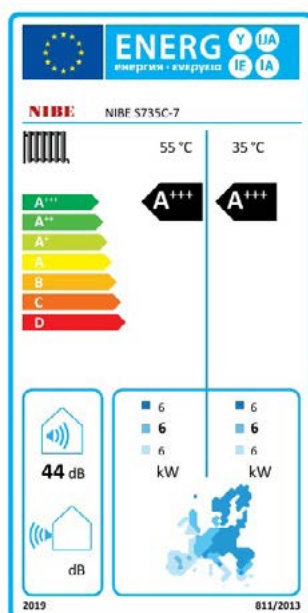 ENERG Y IJA
енергия · ενεργεια IE IA
NIBE NIBE S735C-7
55 °C 35 °C
A+++ A+++
A+++
A++
A+
A
B
C
D
44 dB
dB
6 6
6 6
6 6
kW kW
2019 811/2013